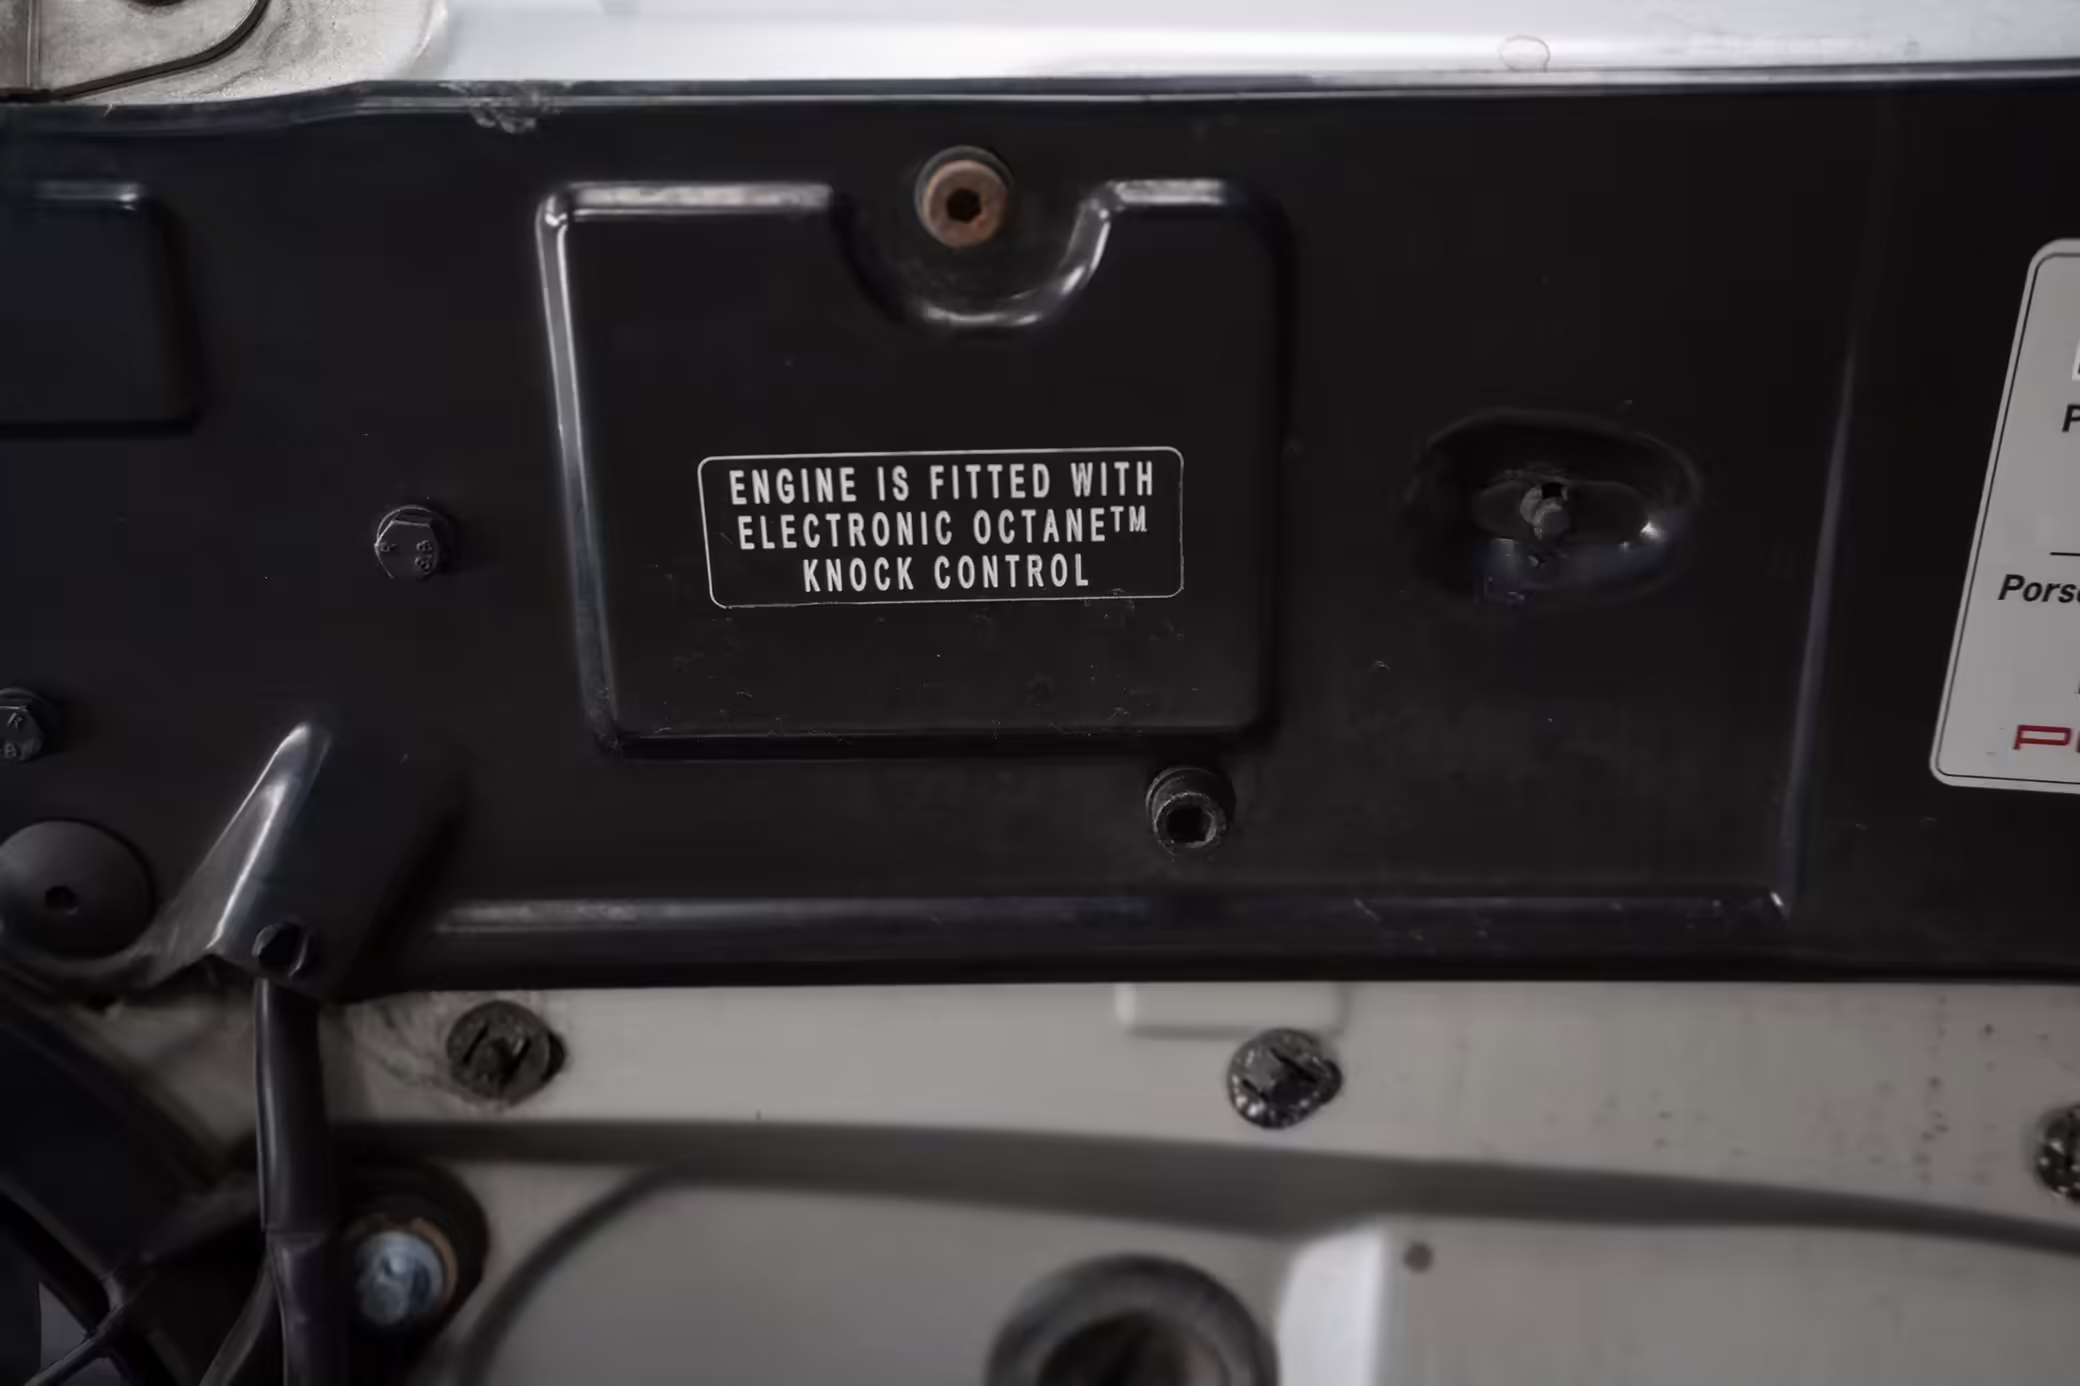 ENGINE IS FITTED WITH
ELECTRONIC OCTANE™
KNOCK CONTROL